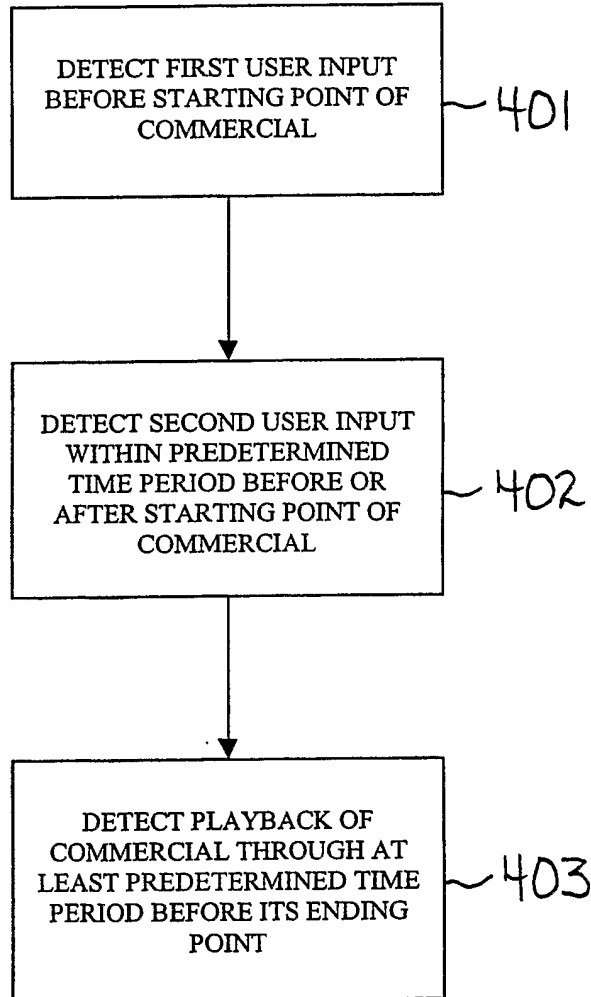 DETECT FIRST USER INPUT
BEFORE STARTING POINT OF
COMMERCIAL
401
DETECT SECOND USER INPUT
WITHIN PREDETERMINED
TIME PERIOD BEFORE OR
AFTER STARTING POINT OF
COMMERCIAL
402
DETECT PLAYBACK OF
COMMERCIAL THROUGH AT
LEAST PREDETERMINED TIME
PERIOD BEFORE ITS ENDING
POINT
403